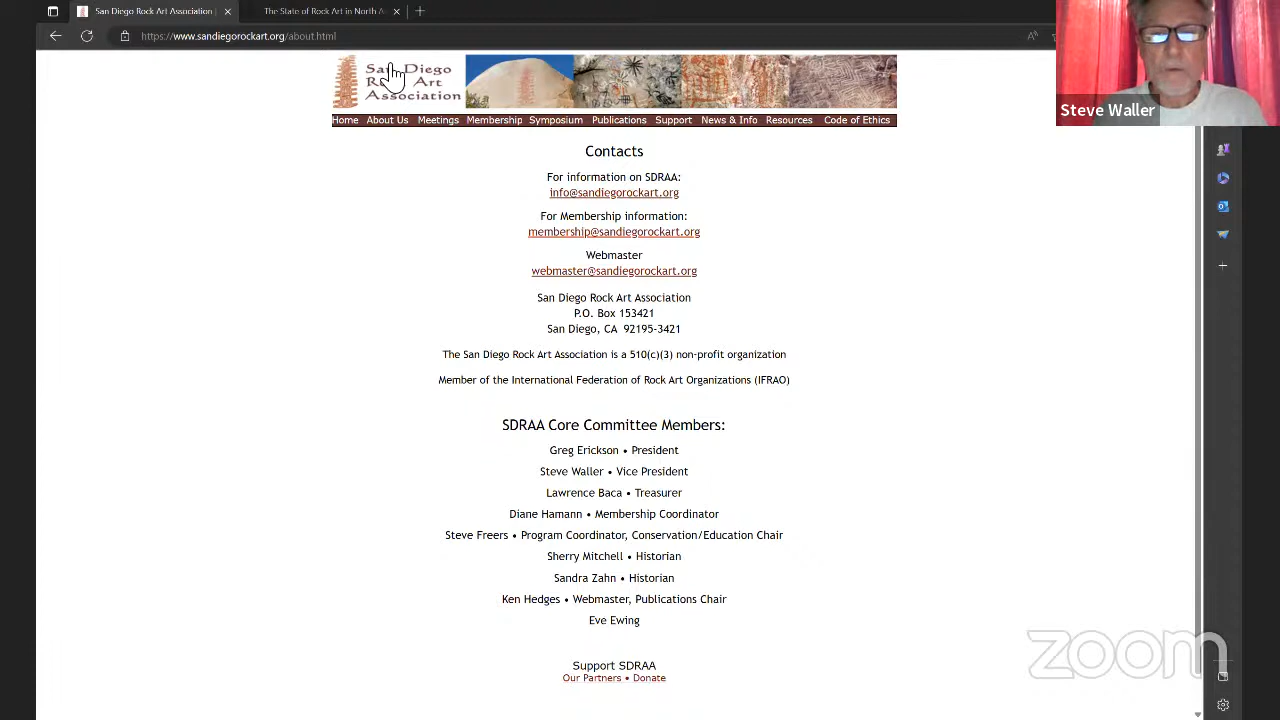 San Diego Rock Art Association |
The State of Rock Art in North A
https://www.sandiegorockart.org/about.html
San Diego
R Art
Association
Home About Us Meetings Membership Symposium Publications Support News & Info Resources Code of Ethics
Steve Waller
Contacts
For information on SDRAA:
info@sandiegorockart.org
For Membership information:
membership@sandiegorockart.org
Webmaster
webmaster@sandiegorockart.org
San Diego Rock Art Association
P.O. Box 153421
San Diego, CA 92195-3421
The San Diego Rock Art Association is a 510(c)(3) non-profit organization
Member of the International Federation of Rock Art Organizations (IFRAO)
SDRAA Core Committee Members:
Greg Erickson • President
Steve Waller • Vice President
Lawrence Baca • Treasurer
Diane Hamann • Membership Coordinator
Steve Freers • Program Coordinator, Conservation/Education Chair
Sherry Mitchell • Historian
Sandra Zahn • Historian
Ken Hedges • Webmaster, Publications Chair
Eve Ewing
Support SDRAA
Our Partners • Donate
zoom